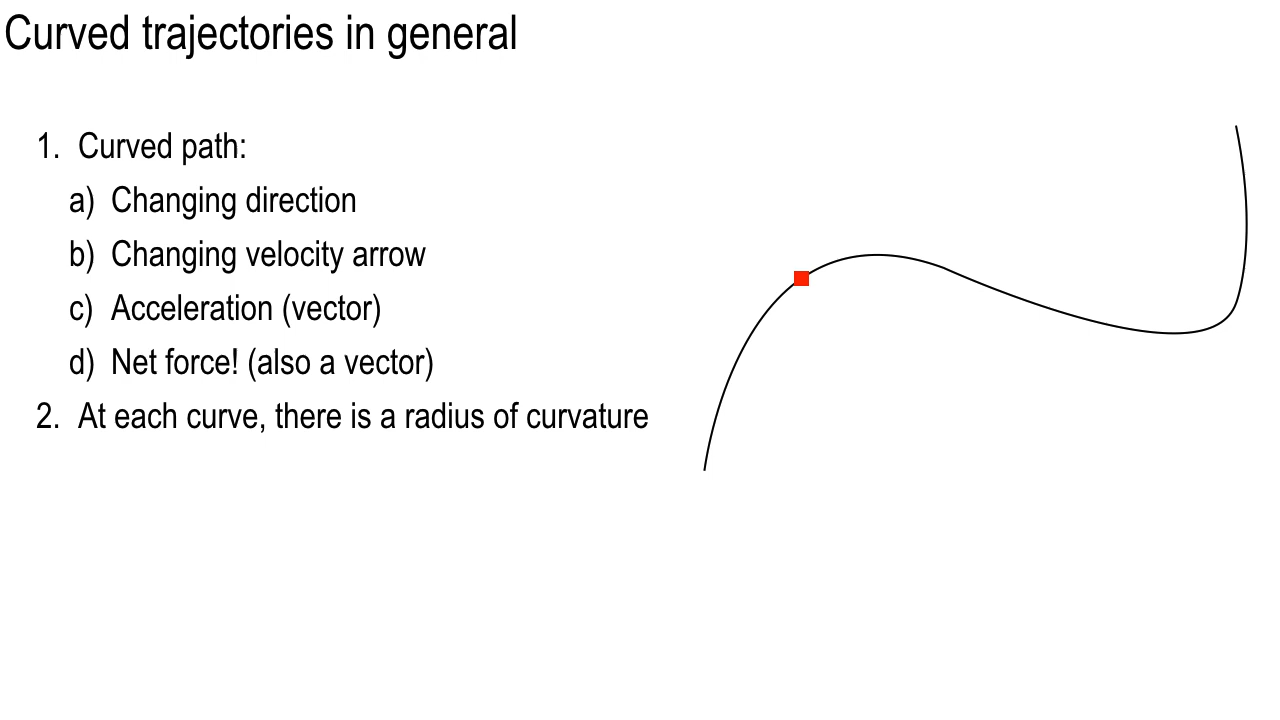 Curved trajectories in general
1. Curved path:
a) Changing direction
b) Changing velocity arrow
c) Acceleration (vector)
d) Net force! (also a vector)
2. At each curve, there is a radius of curvature